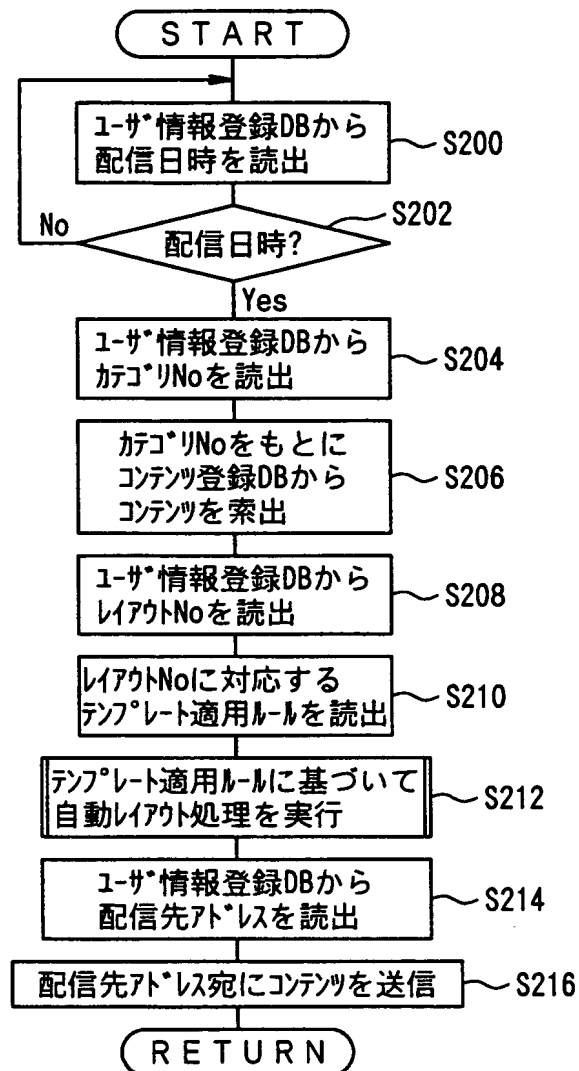 START
ユーザ情報登録DBから
配信日時を読出
S200
配信日時?
S202
No
Yes
ユーザ情報登録DBから
カテゴリNoを読出
S204
カテゴリNoをもとに
コンテンツ登録DBから
コンテンツを索出
S206
ユーザ情報登録DBから
レイアウトNoを読出
S208
レイアウトNoに対応する
テンプレート適用ルールを読出
S210
テンプレート適用ルールに基づいて
自動レイアウト処理を実行
S212
ユーザ情報登録DBから
配信先アドレスを読出
S214
配信先アドレス宛にコンテンツを送信
S216
RETURN